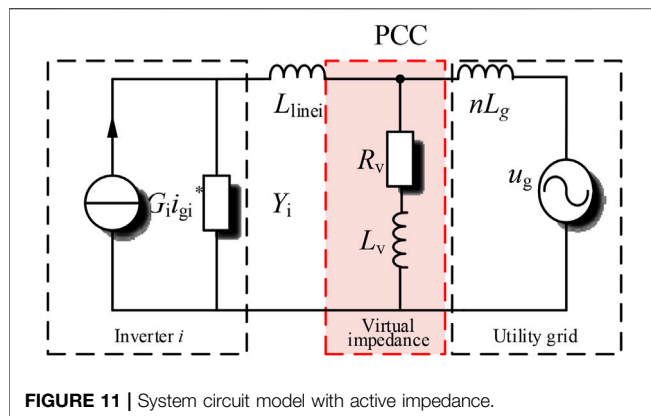 PCC
L_linei
nL_g
R_v
u_g
G_i i_gi*
Y_i
L_v
Inverter i
Virtual
impedance
Utility grid
FIGURE 11 | System circuit model with active impedance.